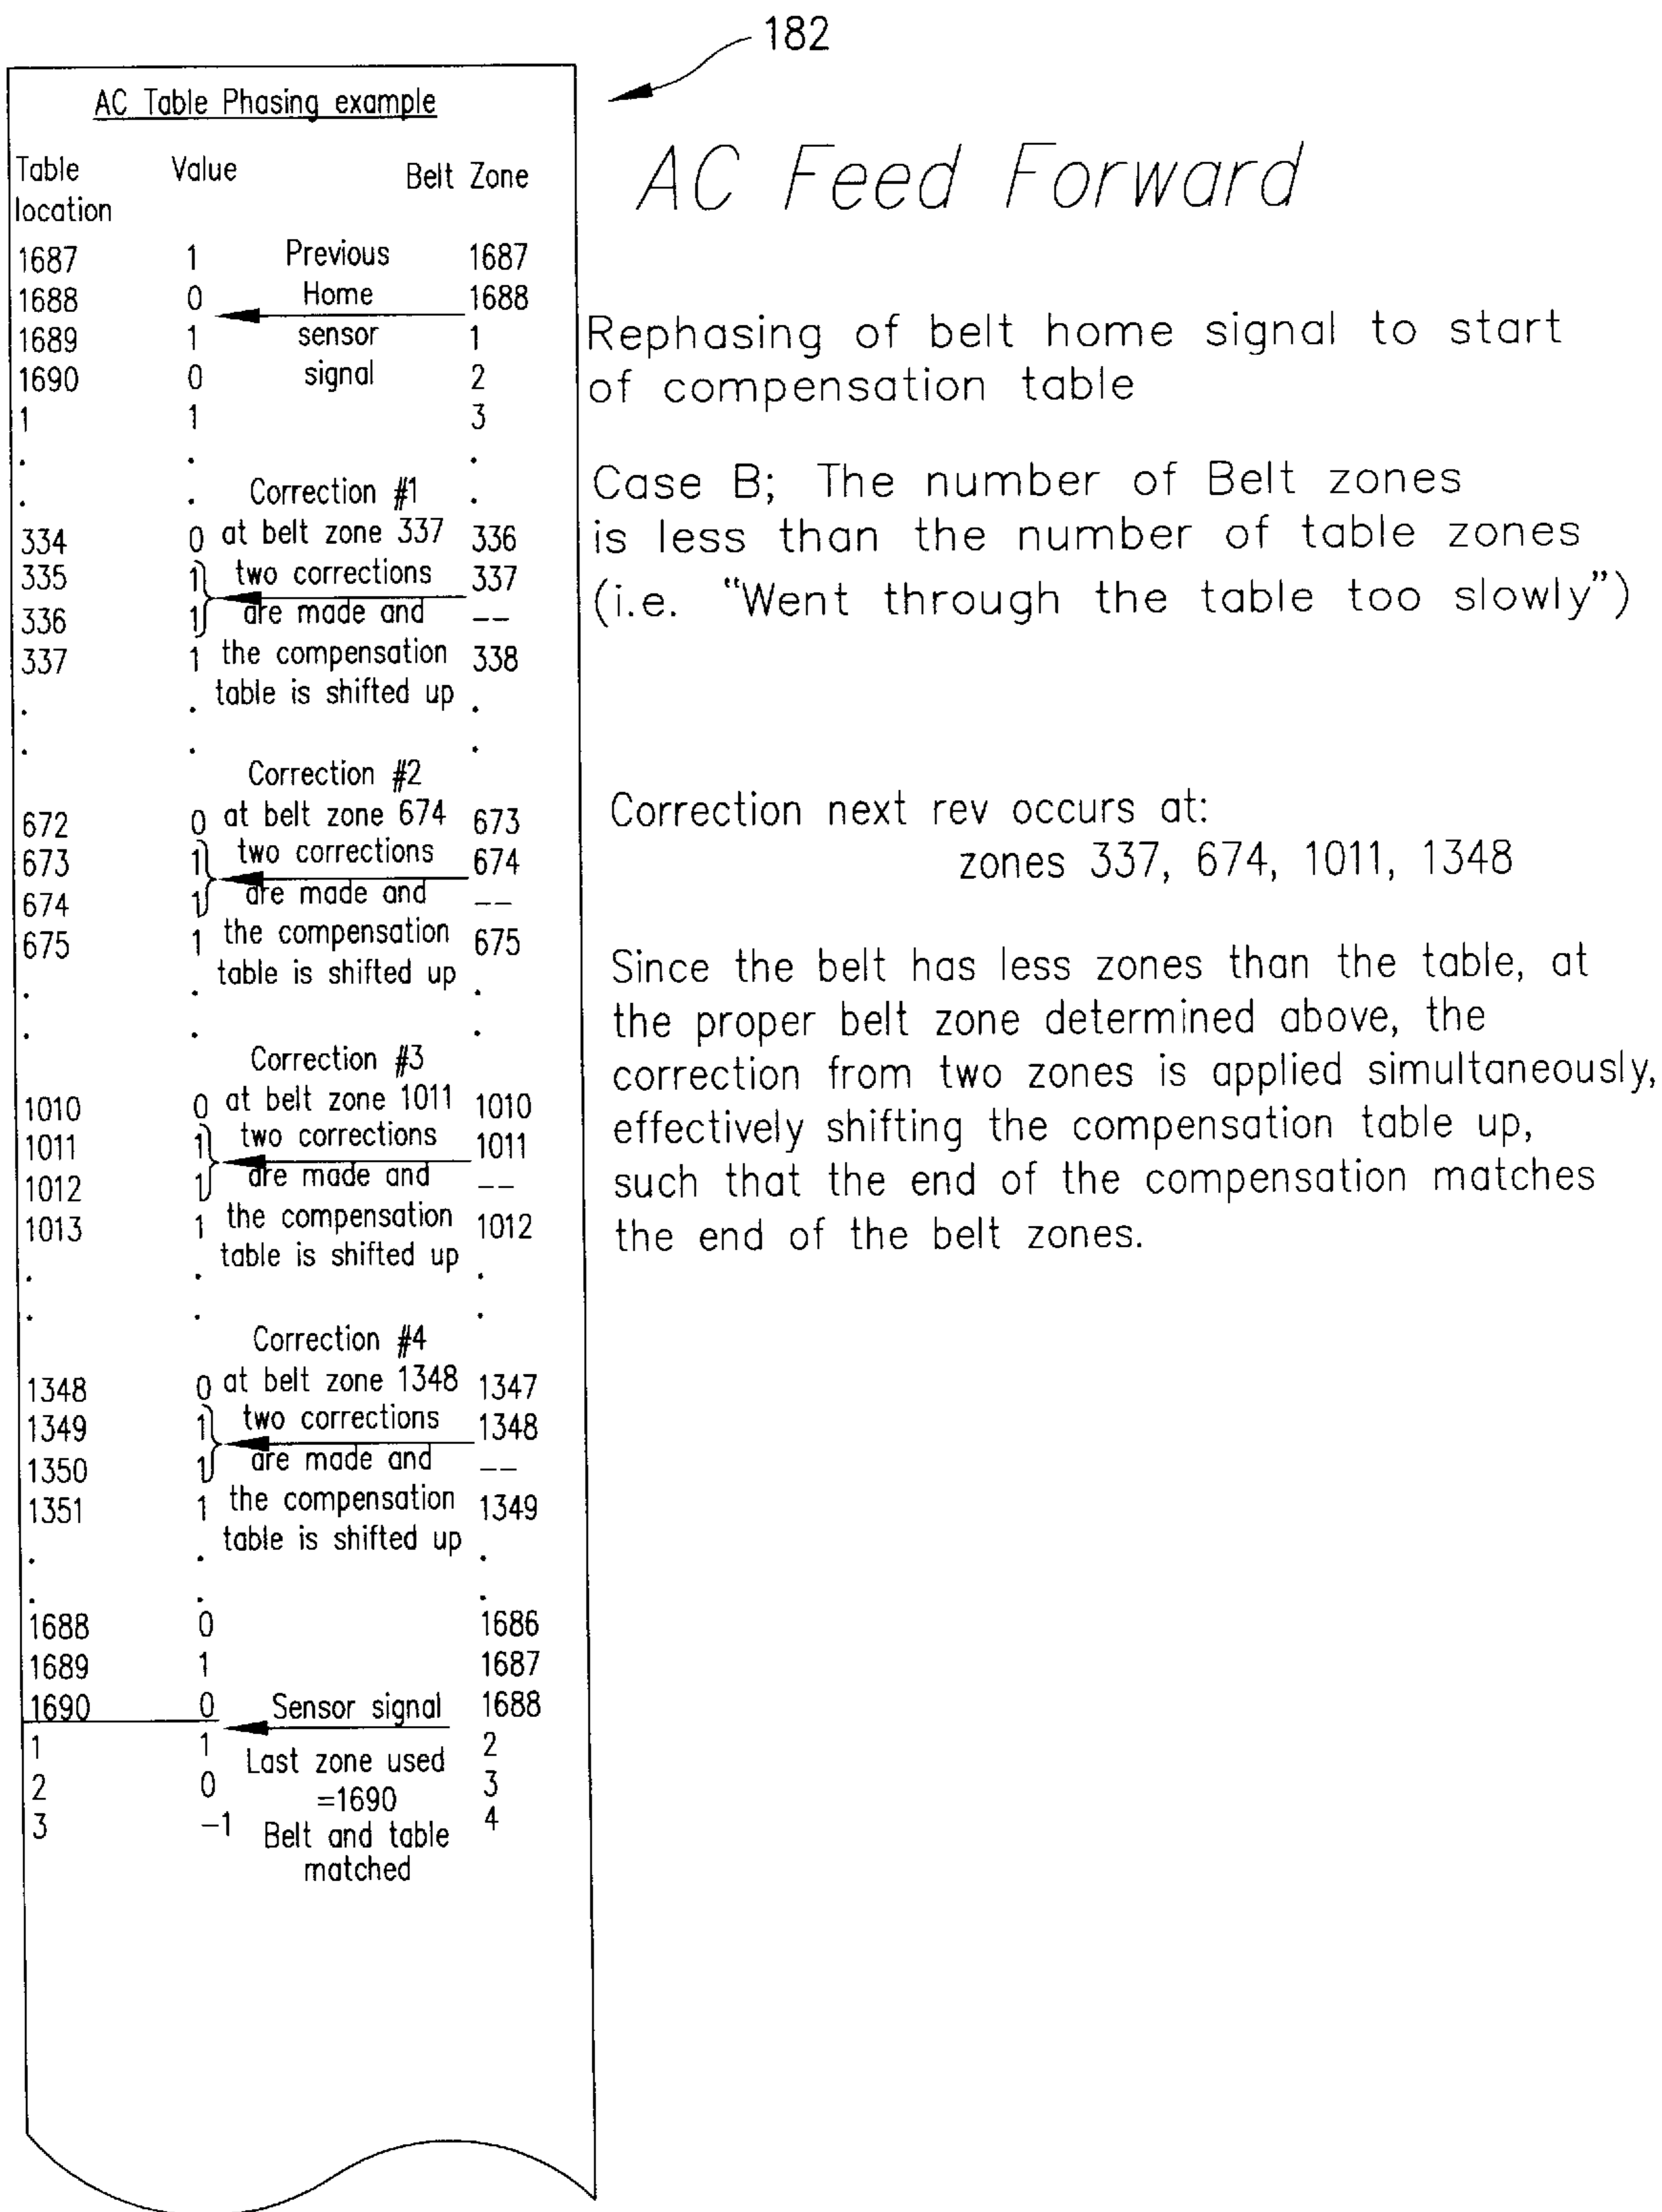 182
AC Table Phasing example
Table location Value Belt Zone
1687 1 Previous 1687
1688 0 Home 1688
1689 1 sensor 1
1690 0 signal 2
1 1 3
. . .
. . Correction #1 .
334 0 at belt zone 337 336
335 1 two corrections 337
336 1 are made and --
337 1 the compensation 338
. . table is shifted up .
. . .
Correction #2
672 0 at belt zone 674 673
673 1 two corrections 674
674 1 are made and --
675 1 the compensation 675
. . table is shifted up .
. . .
Correction #3
1010 0 at belt zone 1011 1010
1011 1 two corrections 1011
1012 1 are made and --
1013 1 the compensation 1012
. . table is shifted up .
. . .
Correction #4
1348 0 at belt zone 1348 1347
1349 1 two corrections 1348
1350 1 are made and --
1351 1 the compensation 1349
. . table is shifted up .
. . .
1688 0 1686
1689 1 1687
1690 0 Sensor signal 1688
1 1 Last zone used 2
2 0 =1690 3
3 -1 Belt and table 4
matched
AC Feed Forward
Rephasing of belt home signal to start
of compensation table
Case B; The number of Belt zones
is less than the number of table zones
(i.e. "Went through the table too slowly")
Correction next rev occurs at:
zones 337, 674, 1011, 1348
Since the belt has less zones than the table, at
the proper belt zone determined above, the
correction from two zones is applied simultaneously,
effectively shifting the compensation table up,
such that the end of the compensation matches
the end of the belt zones.